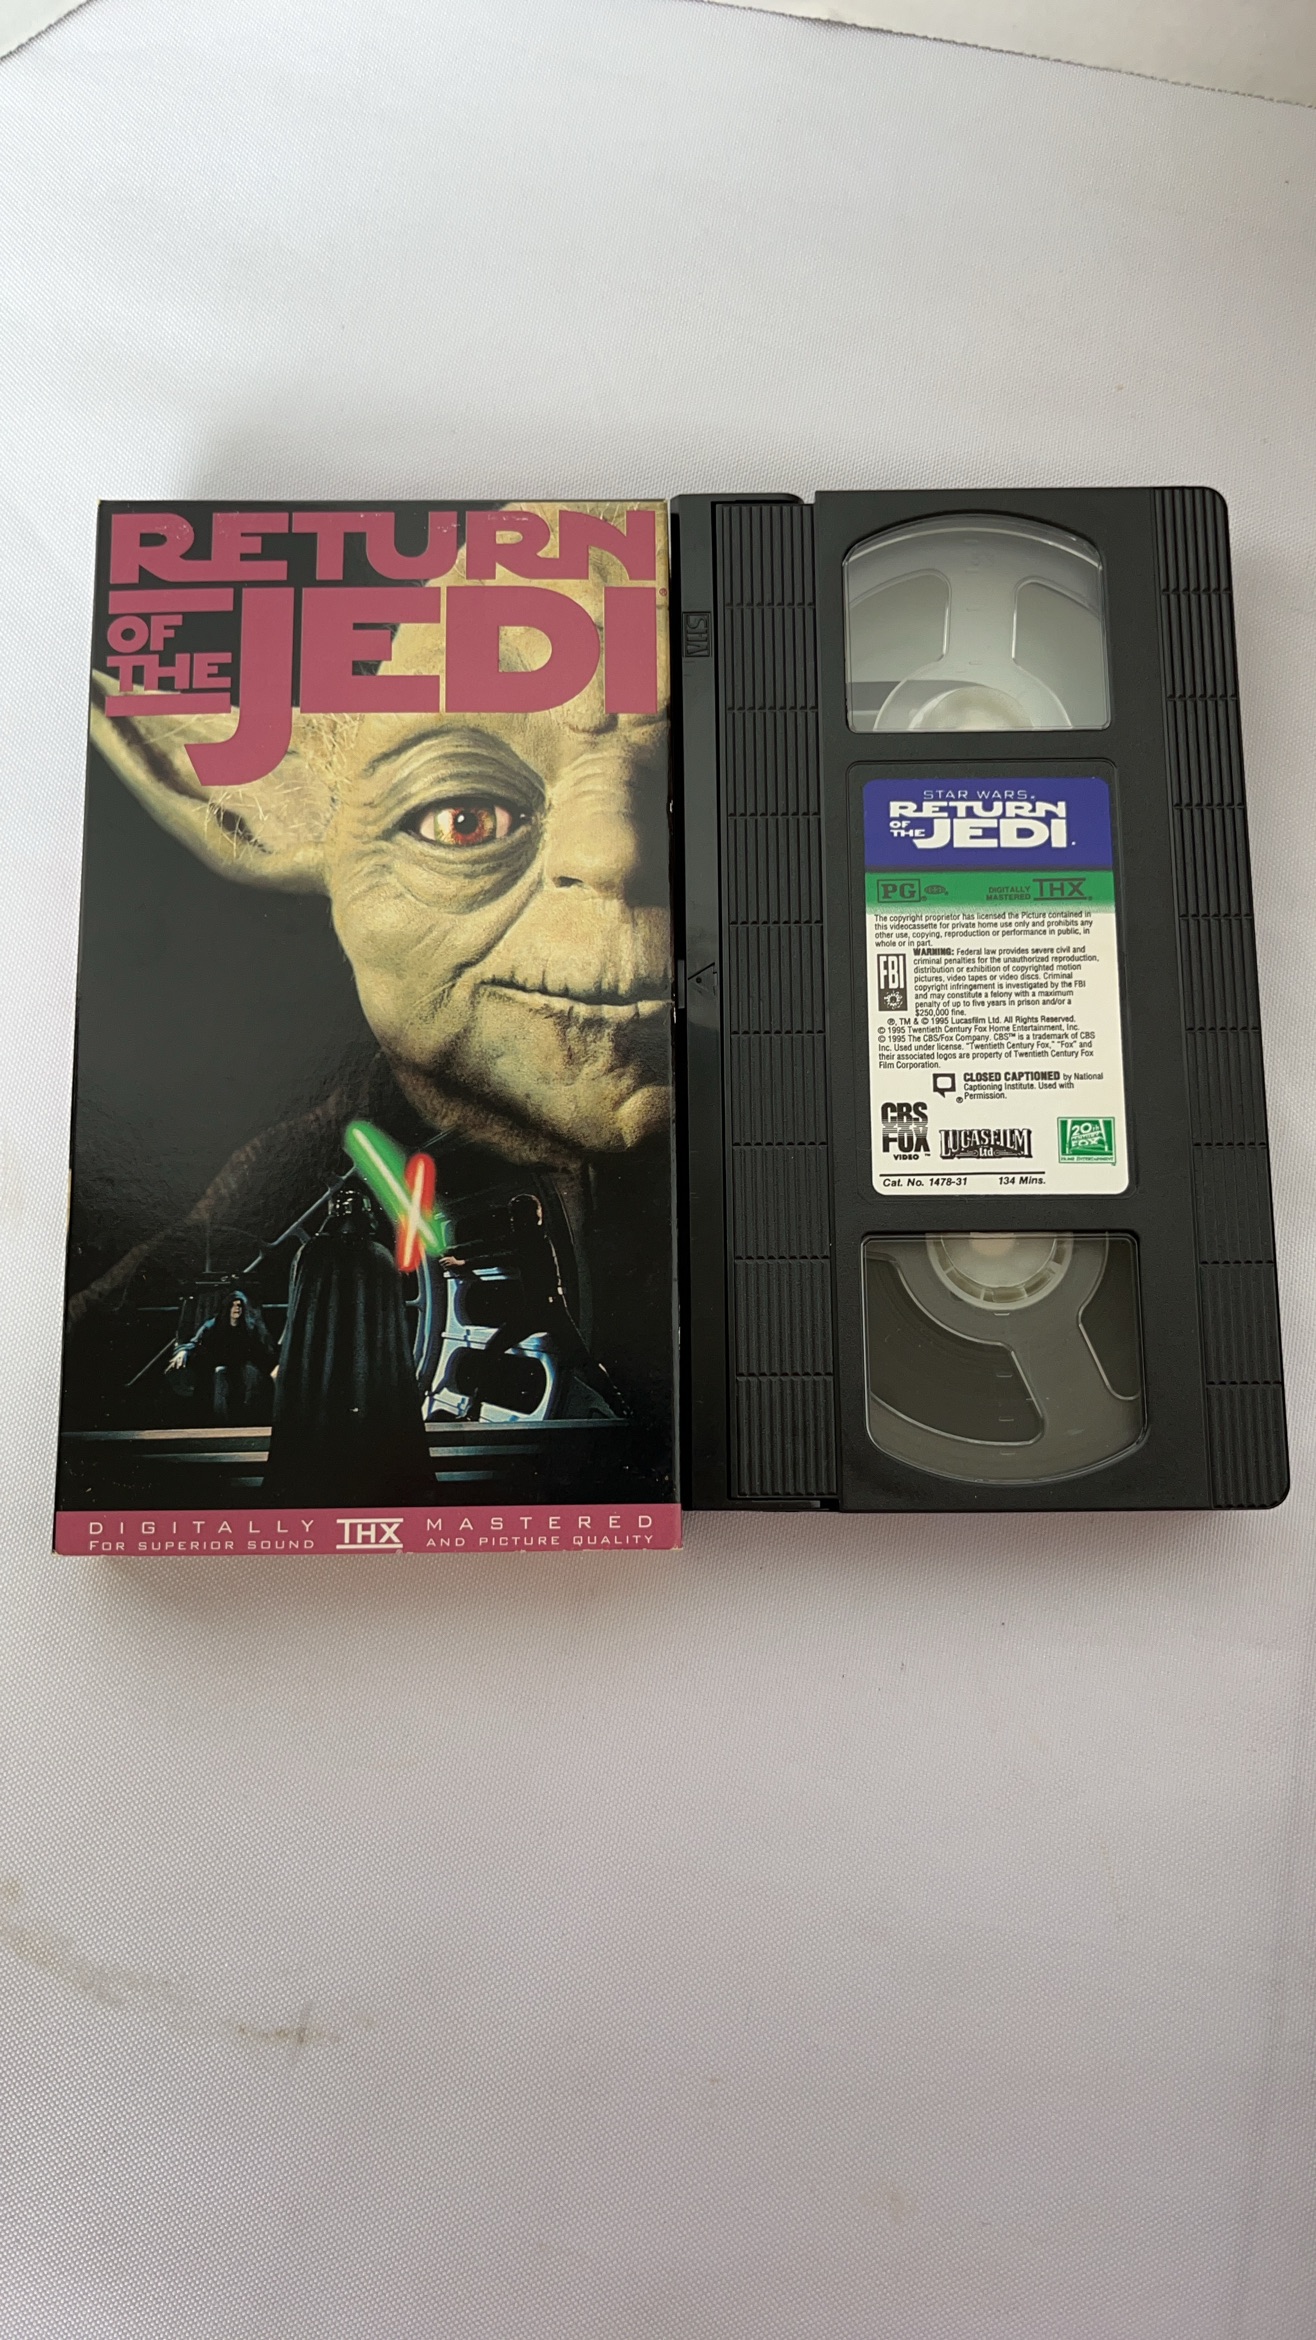 RETURN
OF
THE
JEDI
DIGITALLY THX MASTERED
FOR SUPERIOR SOUND AND PICTURE QUALITY
VHS
STAR WARS®
RETURN
OF
THE
JEDI.
PG® DIGITALLY
MASTERED THX®
The copyright proprietor has licensed the Picture contained in
this videocassette for private home use only and prohibits any
other use, copying, reproduction or performance in public, in
whole or in part.
FBI
WARNING: Federal law provides severe civil and
criminal penalties for the unauthorized reproduction,
distribution or exhibition of copyrighted motion
pictures, video tapes or video discs. Criminal
copyright infringement is investigated by the FBI
and may constitute a felony with a maximum
penalty of up to five years in prison and/or a
$250,000 fine.
®, TM & © 1995 Lucasfilm Ltd. All Rights Reserved.
© 1995 Twentieth Century Fox Home Entertainment, Inc.
© 1995 The CBS/Fox Company. CBS™ is a trademark of CBS
Inc. Used under license. "Twentieth Century Fox," "Fox" and
their associated logos are property of Twentieth Century Fox
Film Corporation.
CLOSED CAPTIONED by National
Captioning Institute. Used with
® Permission.
CBS
FOX
VIDEO ™
LUCASFILM
Ltd
20th
CENTURY
FOX
HOME ENTERTAINMENT
Cat. No. 1478-31 134 Mins.